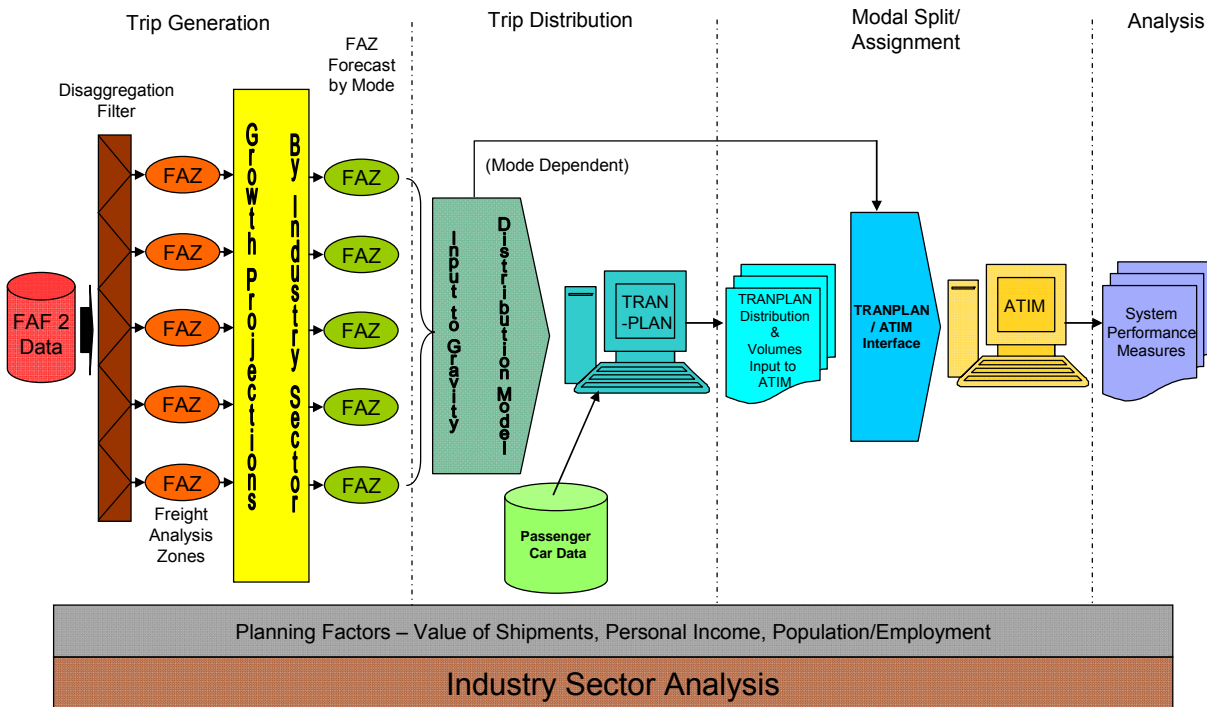 Trip Generation
Trip Distribution
Modal Split/
Assignment
Analysis
Disaggregation
Filter
FAZ
Forecast
by Mode
FAF 2
Data
FAZ
FAZ
FAZ
FAZ
FAZ
Freight
Analysis
Zones
Growth Projections
By Industry Sector
FAZ
FAZ
FAZ
FAZ
FAZ
(Mode Dependent)
Input to Gravity
Distribution Model
TRAN
-PLAN
Passenger
Car Data
TRANPLAN
Distribution
&
Volumes
Input to
ATIM
TRANPLAN
/ ATIM
Interface
ATIM
System
Performance
Measures
Planning Factors – Value of Shipments, Personal Income, Population/Employment
Industry Sector Analysis